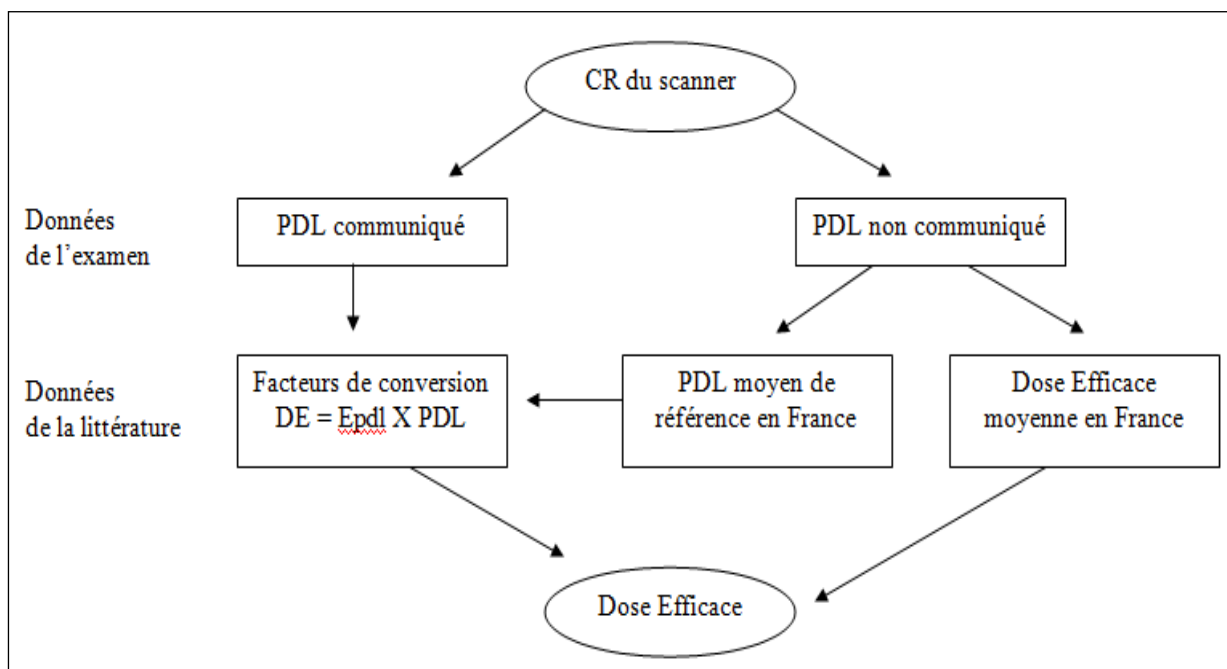 CR du scanner
Données
de l’examen
PDL communiqué
PDL non communiqué
Données
de la littérature
Facteurs de conversion
DE = Epdl X PDL
PDL moyen de
référence en France
Dose Efficace
moyenne en France
Dose Efficace